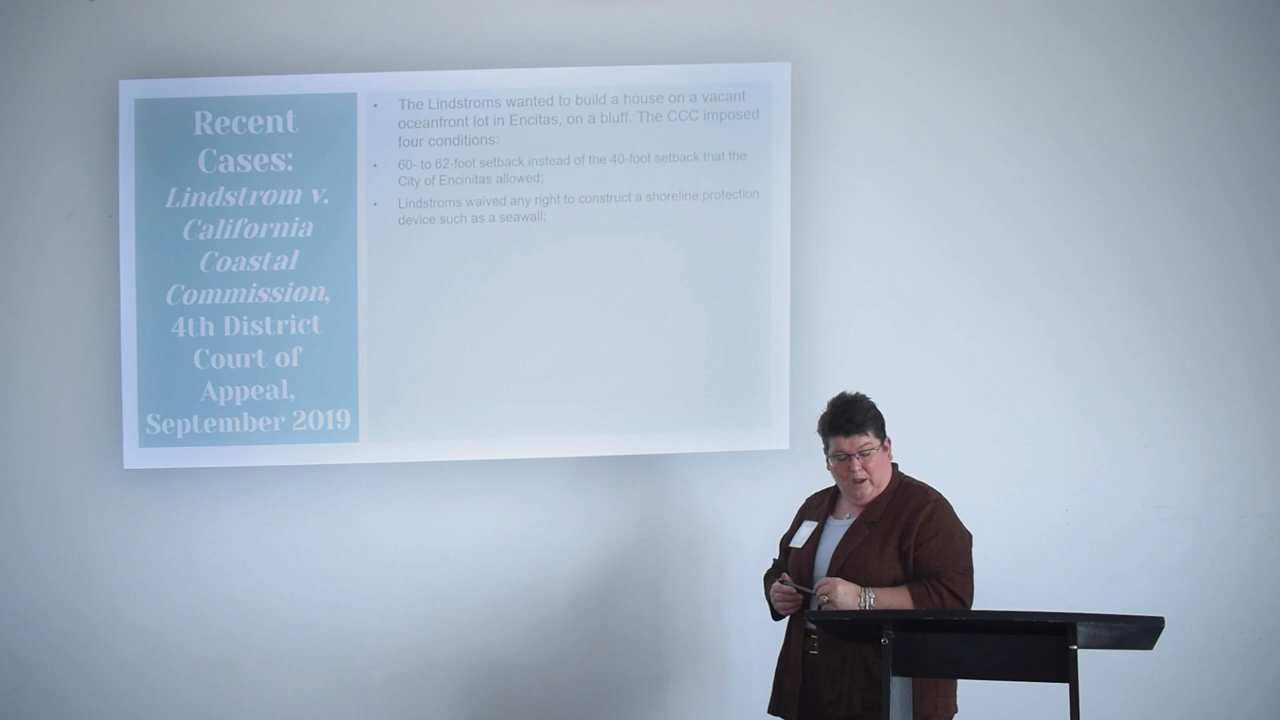 Recent
Cases:
Lindstrom v.
California
Coastal
Commission,
4th District
Court of
Appeal,
September 2019
• The Lindstroms wanted to build a house on a vacant
oceanfront lot in Encitas, on a bluff. The CCC imposed
four conditions:
• 60- to 62-foot setback instead of the 40-foot setback that the
City of Encinitas allowed;
• Lindstroms waived any right to construct a shoreline protection
device such as a seawall;